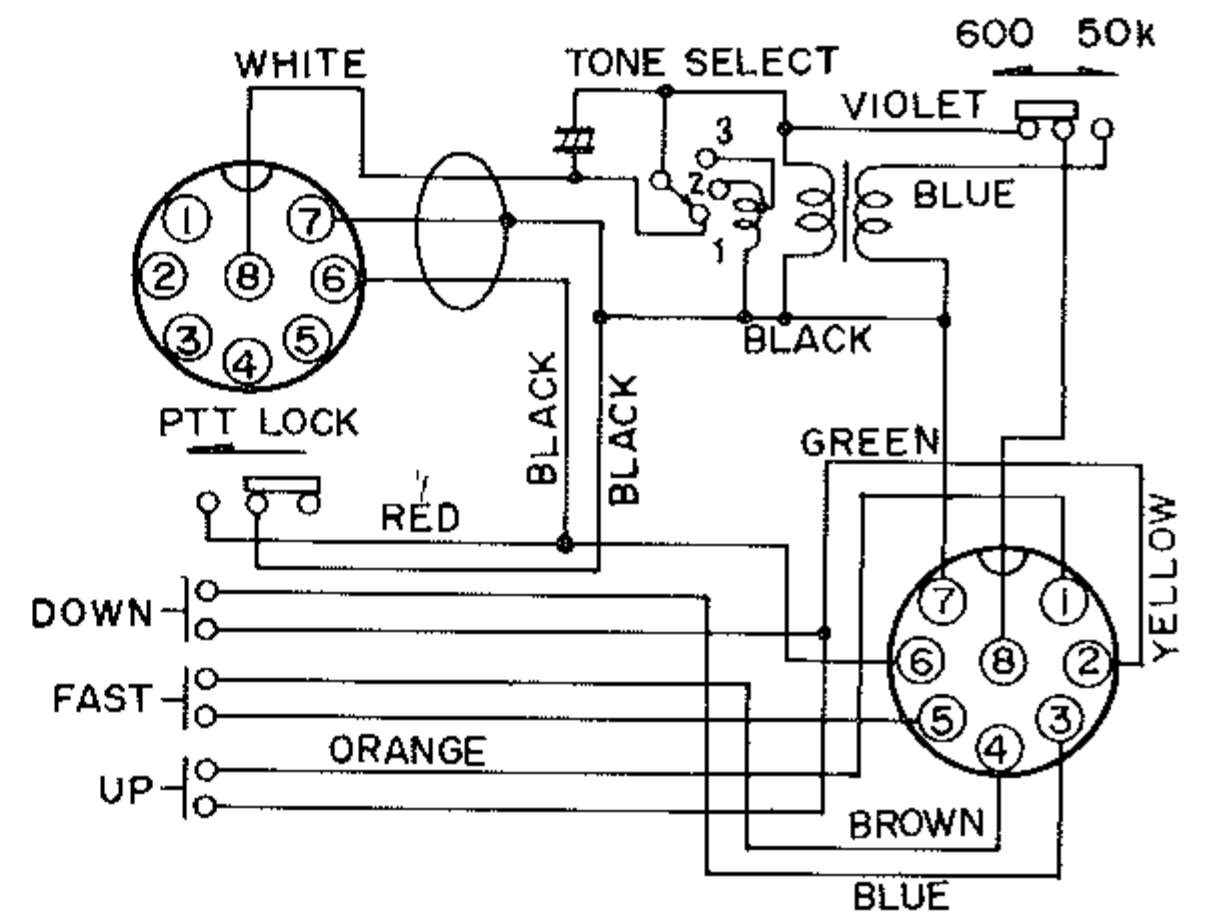 600 50k
WHITE
TONE SELECT
VIOLET
3
2
1
BLUE
1
7
2
8
6
3
5
4
BLACK
PTT LOCK
BLACK
BLACK
GREEN
RED
YELLOW
DOWN
7
1
6
8
2
FAST
5
3
4
ORANGE
UP
BROWN
BLUE